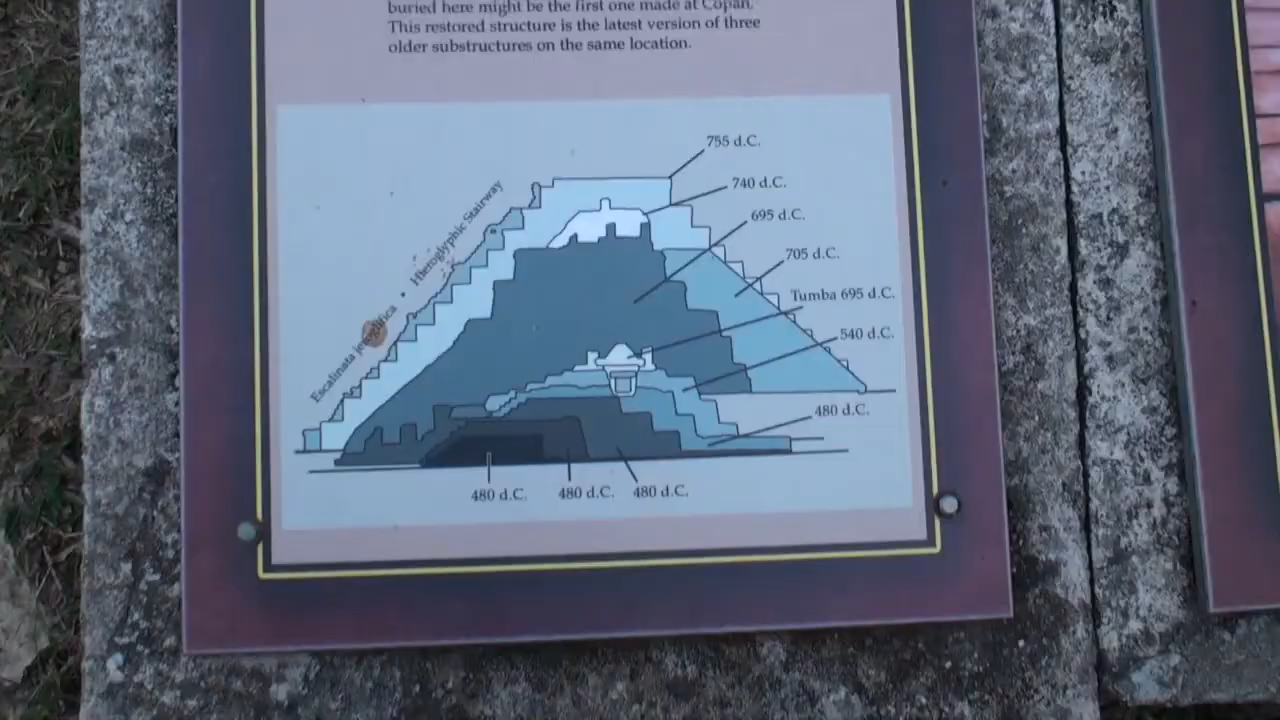 buried here might be the first one made at Copán.
This restored structure is the latest version of three
older substructures on the same location.
755 d.C.
740 d.C.
695 d.C.
705 d.C.
Tumba 695 d.C.
540 d.C.
480 d.C.
Escalinata jeroglífica • Hieroglyphic Stairway
480 d.C. 480 d.C. 480 d.C.